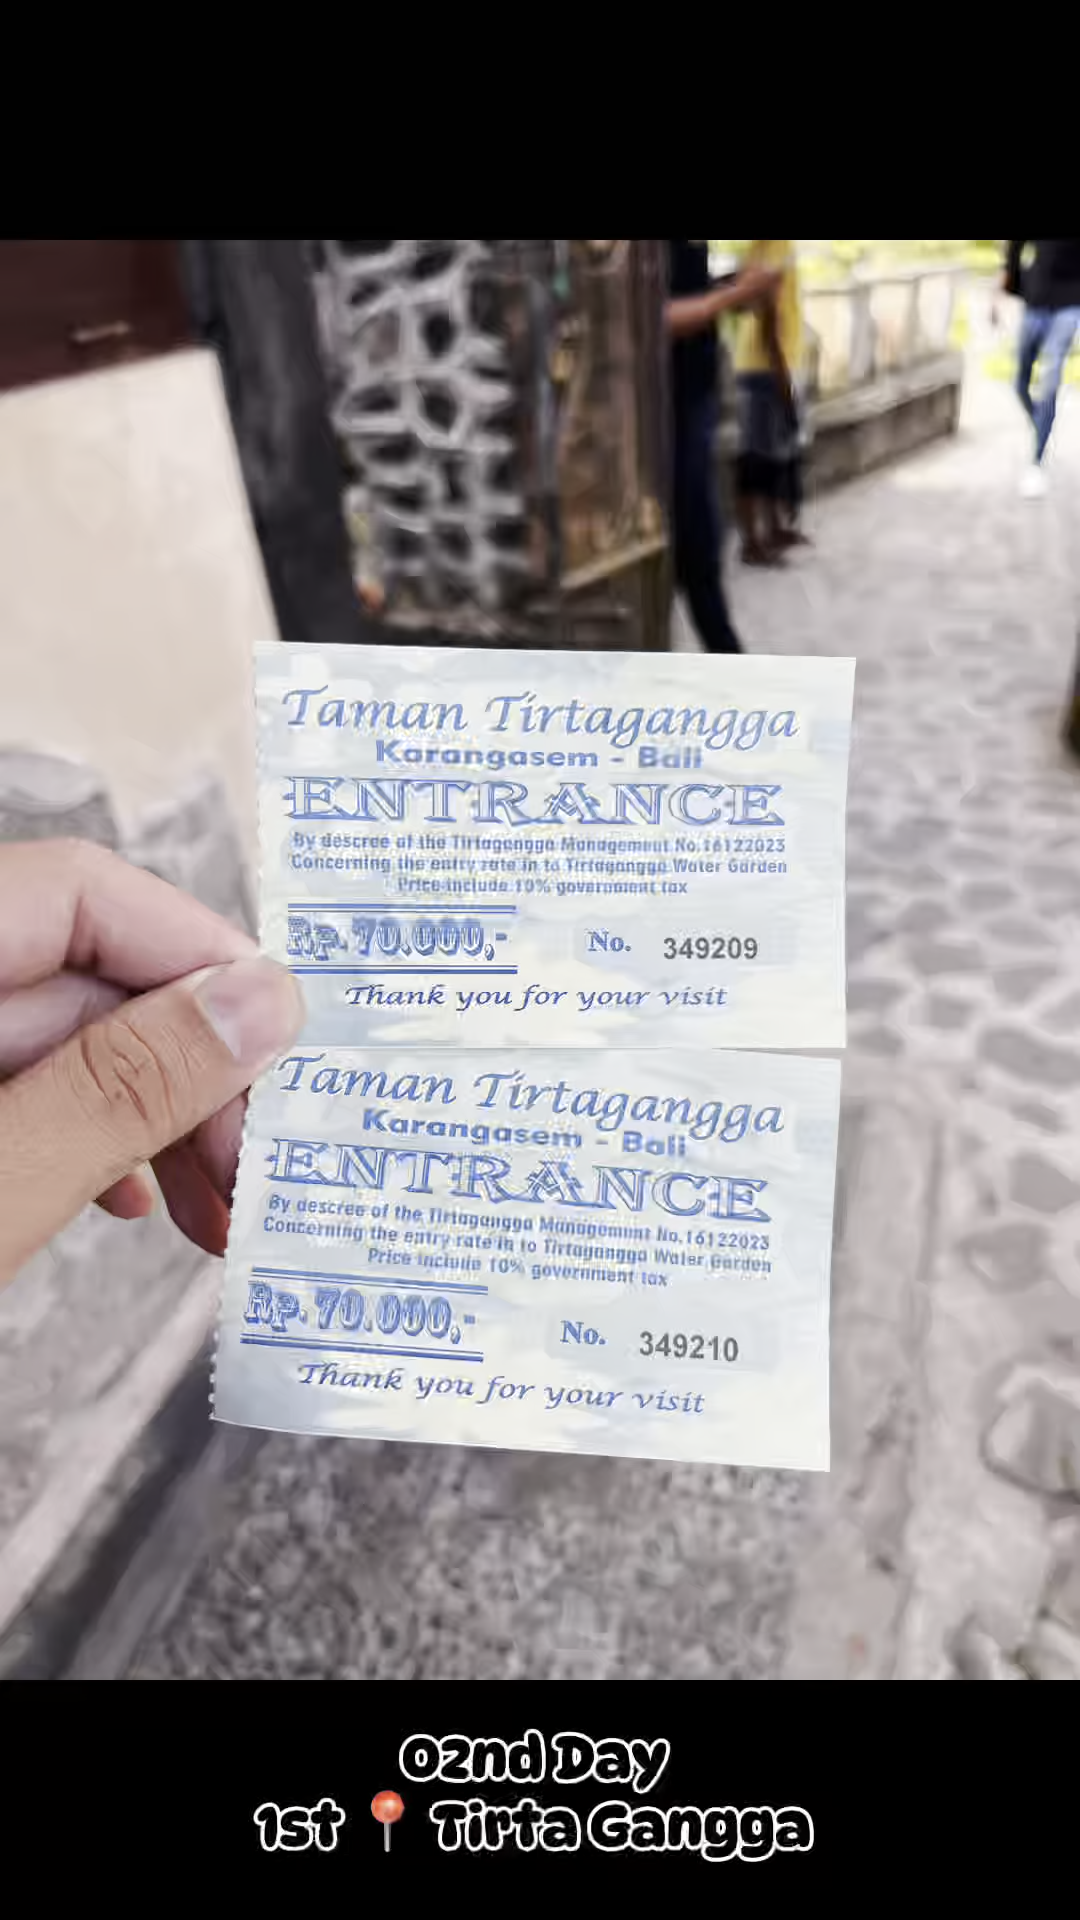 Taman Tirtagangga
Karangasem - Bali
ENTRANCE
By descree of the Tirtagangga Management No.16122023
Concerning the entry rate in to Tirtagangga Water Garden
Price include 10% government tax
Rp. 70.000,-
No. 349209
Thank you for your visit
Taman Tirtagangga
Karangasem - Bali
ENTRANCE
By descree of the Tirtagangga Management No.16122023
Concerning the entry rate in to Tirtagangga Water Garden
Price include 10% government tax
Rp. 70.000,-
No. 349210
Thank you for your visit
02nd Day
1st 📍 Tirta Gangga